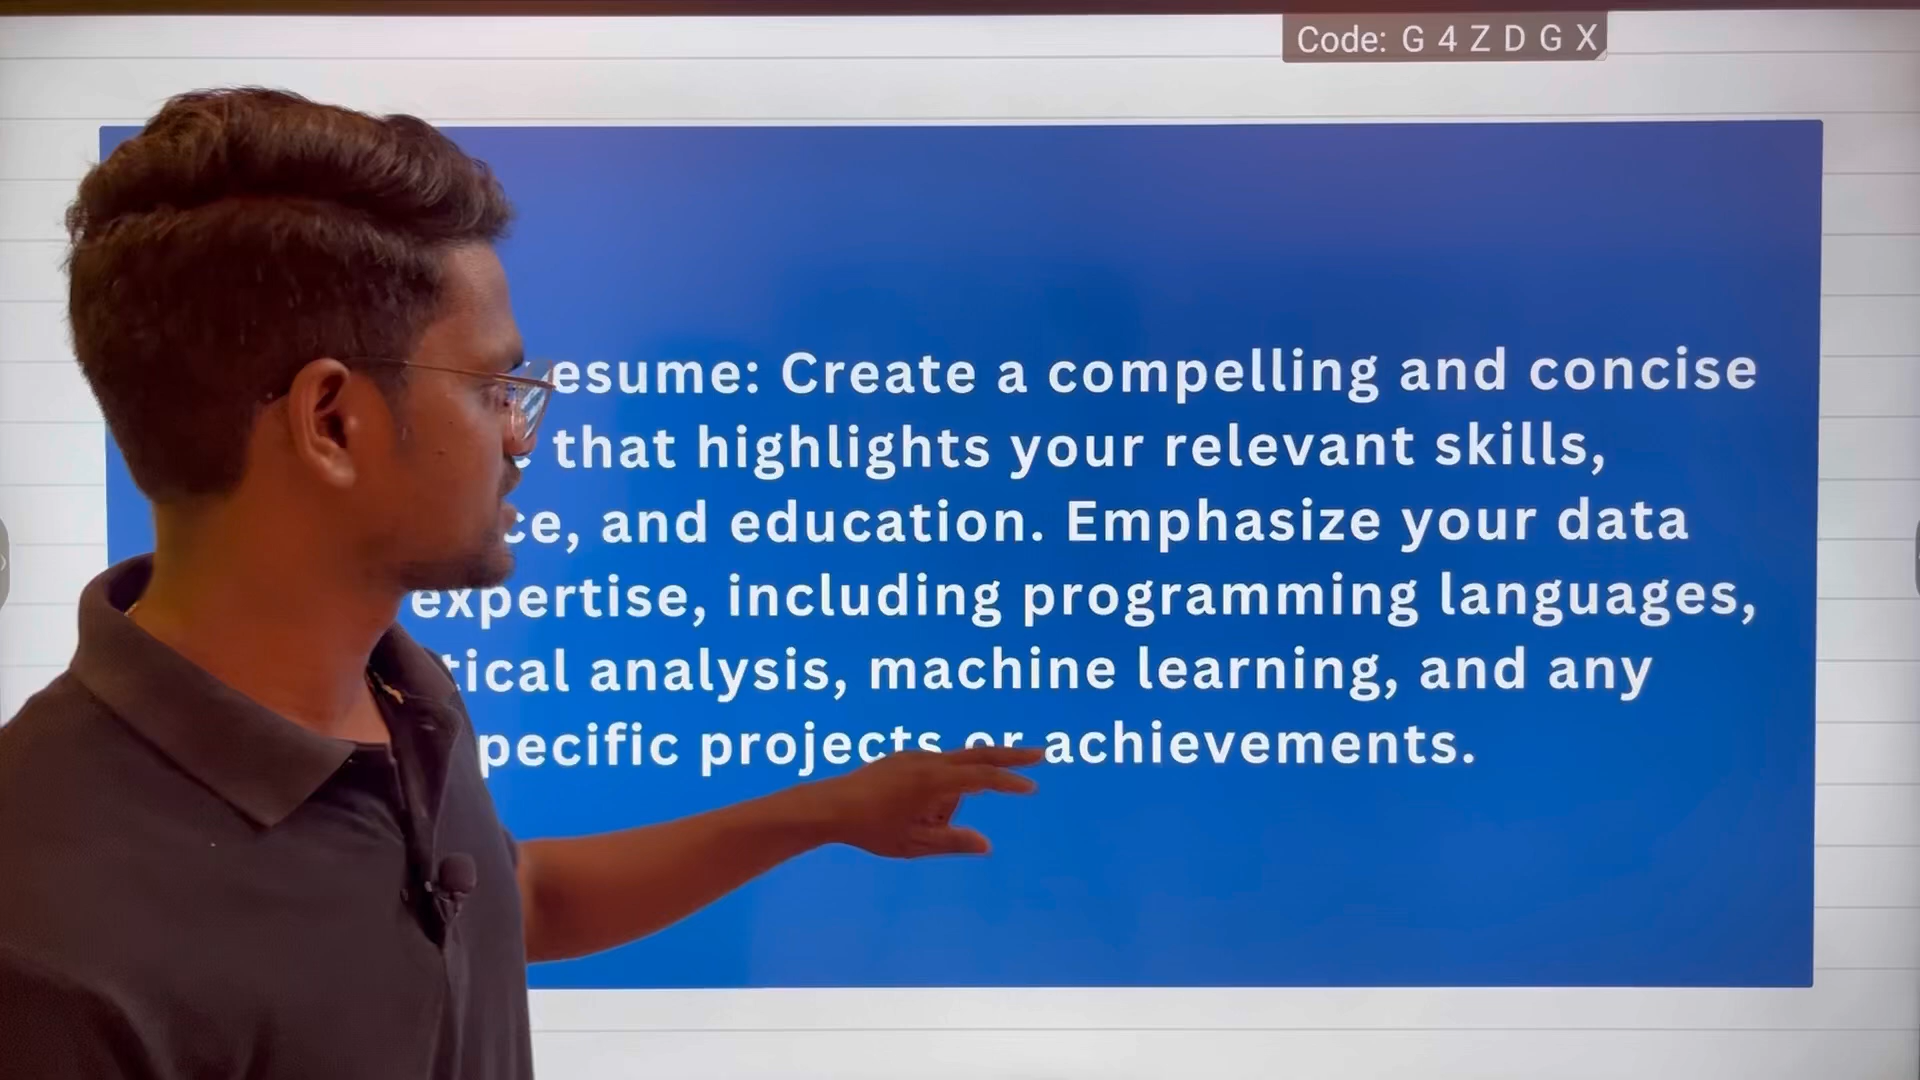 Code: G 4 Z D G X
esume: Create a compelling and concise
that highlights your relevant skills,
ce, and education. Emphasize your data
expertise, including programming languages,
tical analysis, machine learning, and any
pecific projects or achievements.